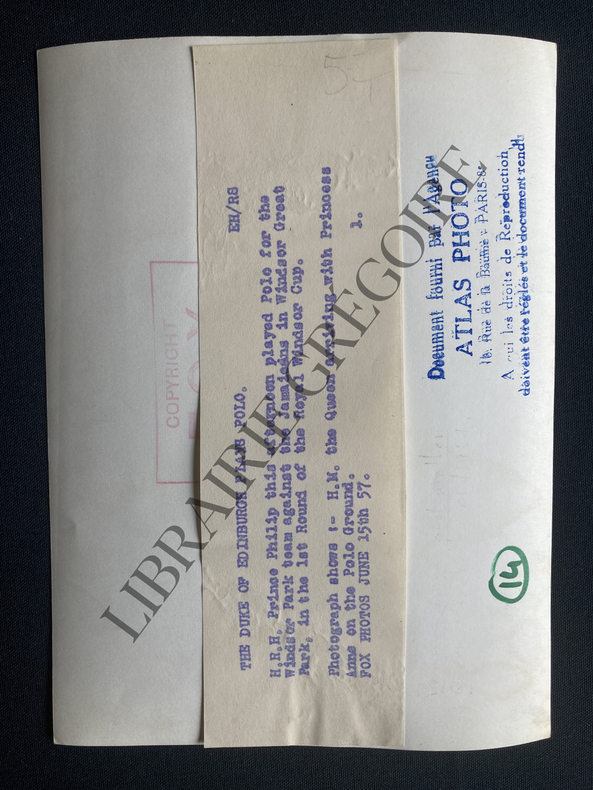 THE DUKE OF EDINBURGH PLAYS POLO. EH/RS
H.R.H. Prince Philip this afternoon played Polo for the
Windsor Park team against the Jamaicans in Windsor Great
Park, in the 1st Round of the Royal Windsor Cup.
Photograph shows :- H.M. the Queen arriving with Princess
Anne on the Polo Ground. 1.
FOX PHOTOS JUNE 15th 57.
COPYRIGHT
FOX
Document fourni par l'Agence
ATLAS PHOTO
Rue de la Baume - PARIS-8e
A qui les droits de Reproduction
doivent être réglés et le document rendu
14
LIBRAIRIE GREGOIRE